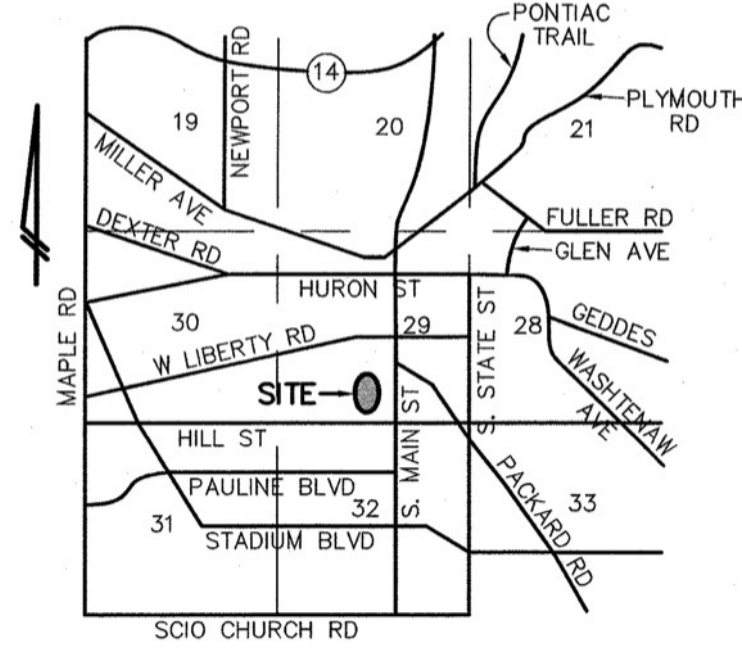 PONTIAC
TRAIL
NEWPORT RD
14
19
20
PLYMOUTH
RD
21
MILLER AVE
DEXTER RD
FULLER RD
GLEN AVE
HURON ST
MAPLE RD
30
29
S. STATE ST
28
GEDDES
W LIBERTY RD
WASHTENAW
AVE
SITE
S. MAIN ST
HILL ST
PACKARD RD
PAULINE BLVD
33
31
32
STADIUM BLVD
SCIO CHURCH RD